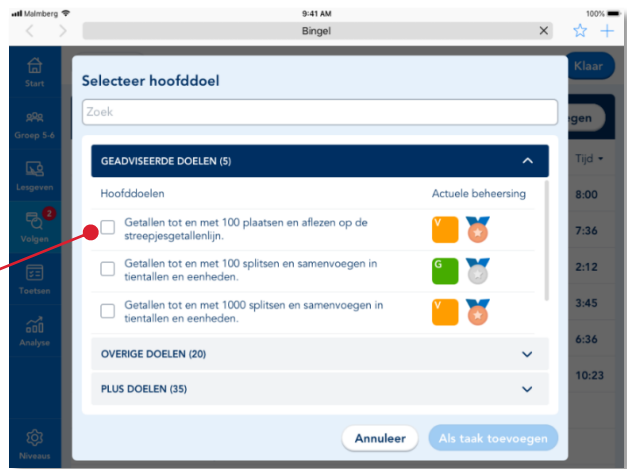 Malmberg 9:41 AM 100%
Bingel
Start
Groep 5-6
Lesgeven
2
Volgen
Toetsen
Analyse
Niveaus
Klaar
gen
Tijd
8:00
7:36
2:12
3:45
6:36
10:23
Selecteer hoofddoel
Zoek
GEADVISEERDE DOELEN (5)
Hoofddoelen Actuele beheersing
Getallen tot en met 100 plaatsen en aflezen op de
streepjesgetallenlijn.
V
Getallen tot en met 100 splitsen en samenvoegen in
tientallen en eenheden.
G
Getallen tot en met 1000 splitsen en samenvoegen in
tientallen en eenheden.
V
OVERIGE DOELEN (20)
PLUS DOELEN (35)
Annuleer Als taak toevoegen